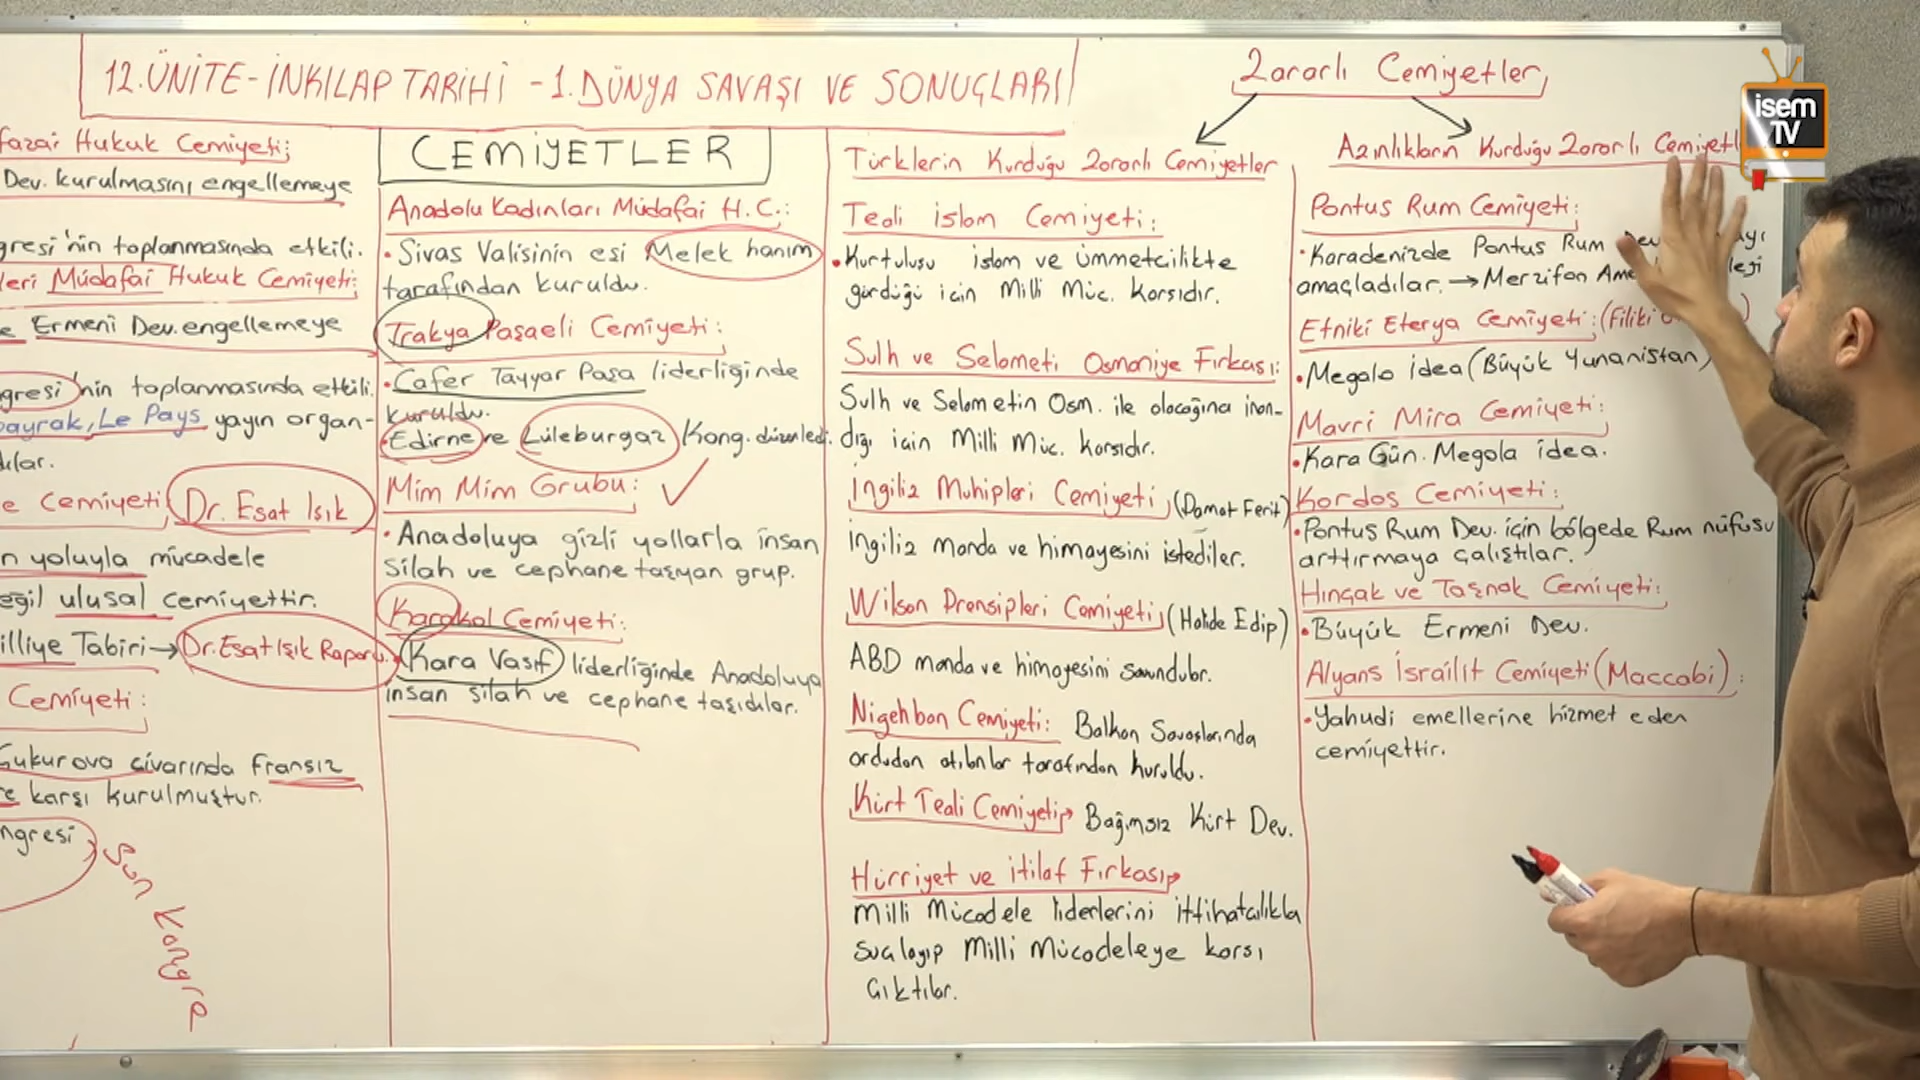 12.ÜNİTE-İNKILAP TARİHİ -1.DÜNYA SAVAŞI VE SONUÇLARI
Hukuk Cemiyeti;
Dev. kurulmasını engellemeye
gresi'nin toplanmasında etkili.
leri Müdafai Hukuk Cemiyeti:
e Ermeni Dev. engellemeye
gresi'nin toplanmasında etkili.
bayrak, Le Pays yayın organ-
dılar.
e Cemiyeti Dr. Esat Işık
n yoluyla mücadele
eğil ulusal cemiyettir.
illiye Tabiri→ Dr. Esat Işık Raporu.
Cemiyeti:
Çukurova civarında Fransız
e karşı kurulmuştur.
ngresi
Son Kongre
CEMİYETLER
Anadolu Kadınları Müdafai H.C.:
• Sivas Valisinin eşi Melek hanım
tarafından kuruldu.
Trakya Paşaeli Cemiyeti:
• Cafer Tayyar Paşa liderliğinde
kuruldu.
• Edirne ve Lüleburgaz Kong. düzenledi.
Mim Mim Grubu: ✓
• Anadoluya gizli yollarla insan
silah ve cephane taşıyan grup.
Karakol Cemiyeti:
• Kara Vasıf liderliğinde Anadoluya
insan silah ve cephane taşıdılar.
Zararlı Cemiyetler,
Türklerin Kurduğu Zararlı Cemiyetler
Teali islam Cemiyeti:
• Kurtuluşu islam ve Ümmetcilikte
gördüğü için Milli Müc. karsıdır.
Sulh ve Selameti Osmaniye Fırkası:
Sulh ve Selametin Osm. ile olacağına inan-
dığı için Milli Müc. karsıdır.
İngiliz Muhipleri Cemiyeti (Damat Ferit)
İngiliz manda ve himayesini istediler.
Wilson Prensipleri Cemiyeti (Halide Edip)
ABD manda ve himayesini savundular.
Nigehban Cemiyeti: Balkan Savaşlarında
ordudan atılanlar tarafından kuruldu.
Kürt Teali Cemiyeti→ Bağımsız Kürt Dev.
Hürriyet ve itilaf Fırkası→
Milli Mücadele liderlerini ittihatcılıkla
suçlayıp Milli Mücadeleye karsı
çıktılar.
Azınlıkların Kurduğu Zararlı Cemiyetl
Pontus Rum Cemiyeti:
• Karadenizde Pontus Rum
amaçladılar. → Merzifon
Etniki Eterya Cemiyeti: (Filiki
• Megalo idea (Büyük Yunanistan)
Mavri Mira Cemiyeti:
• Kara Gün. Megola idea.
Kordos Cemiyeti:
• Pontus Rum Dev. için bölgede Rum nüfusu
arttırmaya çalıştılar.
Hınçak ve Taşnak Cemiyeti:
• Büyük Ermeni Dev.
Alyans İsrailit Cemiyeti (Maccabi):
• Yahudi emellerine hizmet eden
cemiyettir.
isem
TV